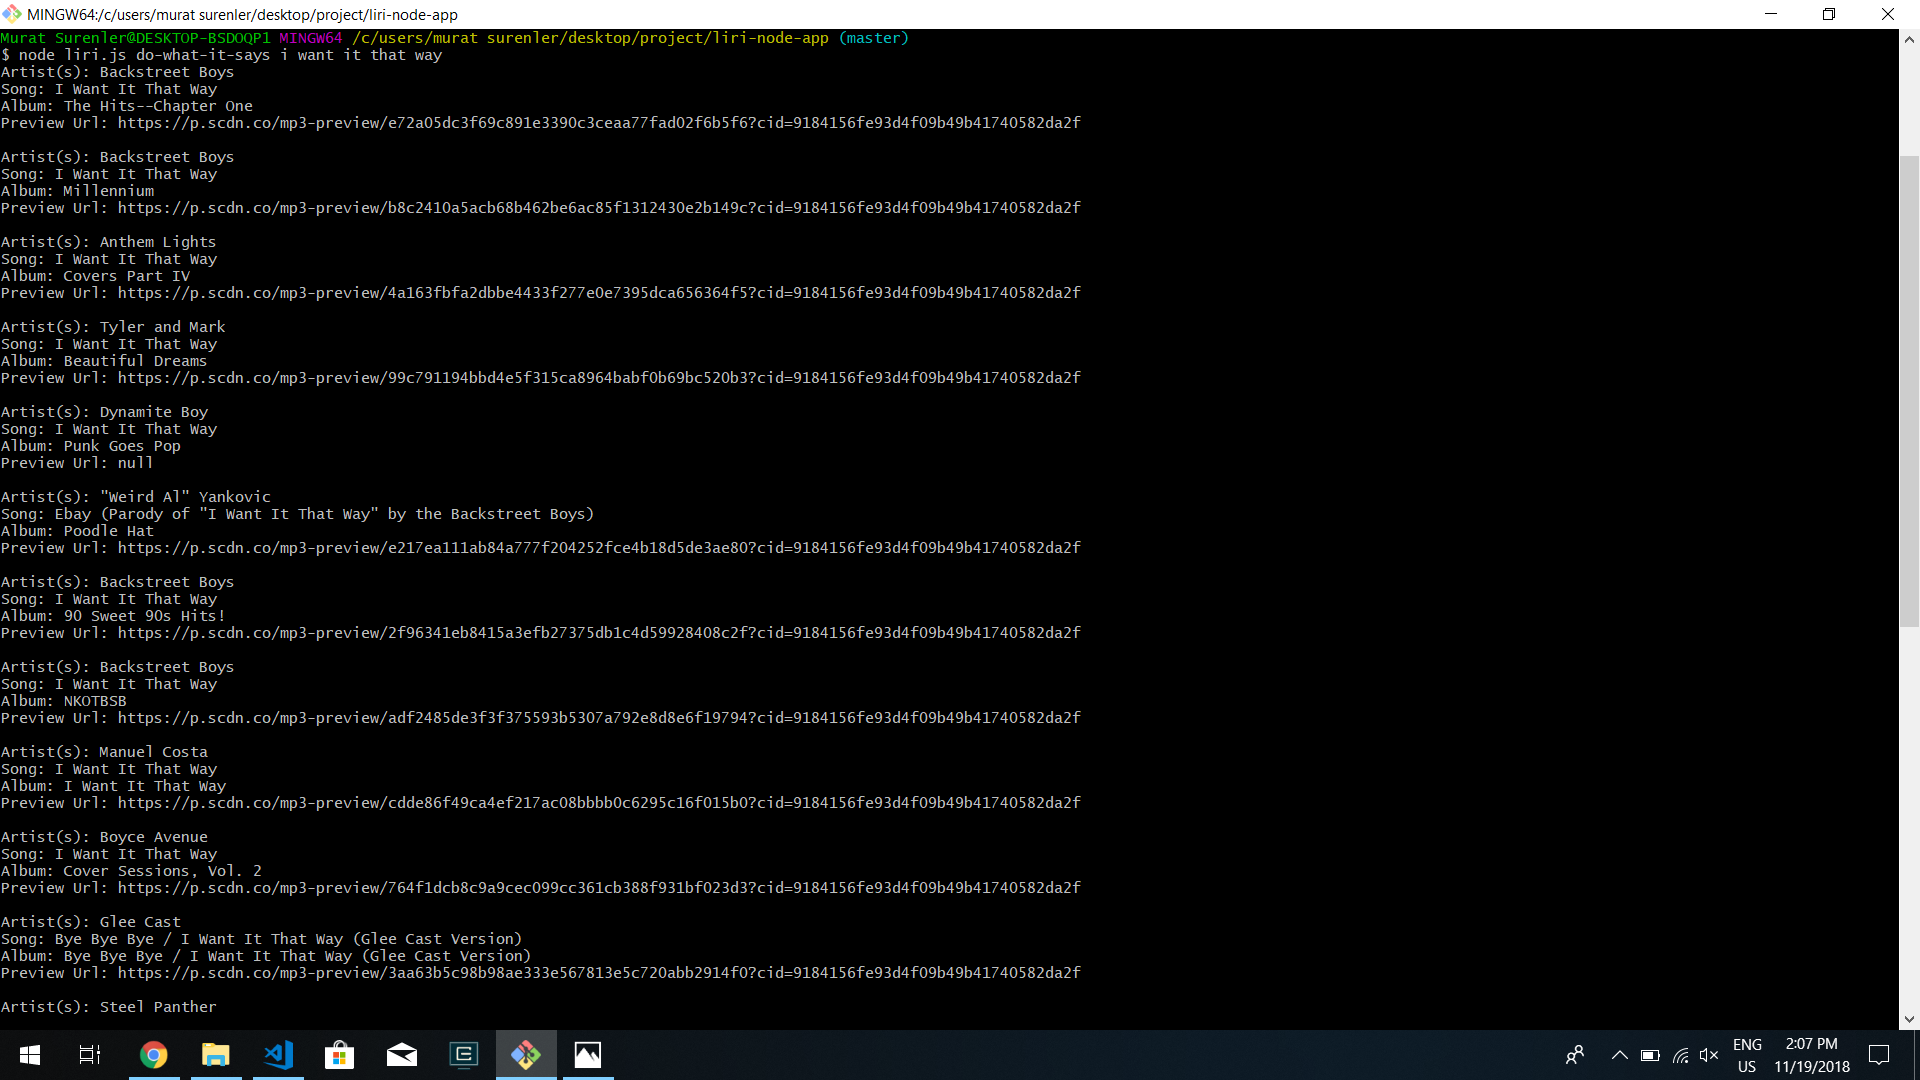 MINGW64:/c/users/murat surenler/desktop/project/liri-node-app
Murat Surenler@DESKTOP-BSDOQP1 MINGW64 /c/users/murat surenler/desktop/project/liri-node-app (master)
$ node liri.js do-what-it-says i want it that way
Artist(s): Backstreet Boys
Song: I Want It That Way
Album: The Hits--Chapter One
Preview Url: https://p.scdn.co/mp3-preview/e72a05dc3f69c891e3390c3ceaa77fad02f6b5f6?cid=9184156fe93d4f09b49b41740582da2f
Artist(s): Backstreet Boys
Song: I Want It That Way
Album: Millennium
Preview Url: https://p.scdn.co/mp3-preview/b8c2410a5acb68b462be6ac85f1312430e2b149c?cid=9184156fe93d4f09b49b41740582da2f
Artist(s): Anthem Lights
Song: I Want It That Way
Album: Covers Part IV
Preview Url: https://p.scdn.co/mp3-preview/4a163fbfa2dbbe4433f277e0e7395dca656364f5?cid=9184156fe93d4f09b49b41740582da2f
Artist(s): Tyler and Mark
Song: I Want It That Way
Album: Beautiful Dreams
Preview Url: https://p.scdn.co/mp3-preview/99c791194bbd4e5f315ca8964babf0b69bc520b3?cid=9184156fe93d4f09b49b41740582da2f
Artist(s): Dynamite Boy
Song: I Want It That Way
Album: Punk Goes Pop
Preview Url: null
Artist(s): "Weird Al" Yankovic
Song: Ebay (Parody of "I Want It That Way" by the Backstreet Boys)
Album: Poodle Hat
Preview Url: https://p.scdn.co/mp3-preview/e217ea111ab84a777f204252fce4b18d5de3ae80?cid=9184156fe93d4f09b49b41740582da2f
Artist(s): Backstreet Boys
Song: I Want It That Way
Album: 90 Sweet 90s Hits!
Preview Url: https://p.scdn.co/mp3-preview/2f96341eb8415a3efb27375db1c4d59928408c2f?cid=9184156fe93d4f09b49b41740582da2f
Artist(s): Backstreet Boys
Song: I Want It That Way
Album: NKOTBSB
Preview Url: https://p.scdn.co/mp3-preview/adf2485de3f3f375593b5307a792e8d8e6f19794?cid=9184156fe93d4f09b49b41740582da2f
Artist(s): Manuel Costa
Song: I Want It That Way
Album: I Want It That Way
Preview Url: https://p.scdn.co/mp3-preview/cdde86f49ca4ef217ac08bbbb0c6295c16f015b0?cid=9184156fe93d4f09b49b41740582da2f
Artist(s): Boyce Avenue
Song: I Want It That Way
Album: Cover Sessions, Vol. 2
Preview Url: https://p.scdn.co/mp3-preview/764f1dcb8c9a9cec099cc361cb388f931bf023d3?cid=9184156fe93d4f09b49b41740582da2f
Artist(s): Glee Cast
Song: Bye Bye Bye / I Want It That Way (Glee Cast Version)
Album: Bye Bye Bye / I Want It That Way (Glee Cast Version)
Preview Url: https://p.scdn.co/mp3-preview/3aa63b5c98b98ae333e567813e5c720abb2914f0?cid=9184156fe93d4f09b49b41740582da2f
Artist(s): Steel Panther
ENG
US
2:07 PM
11/19/2018